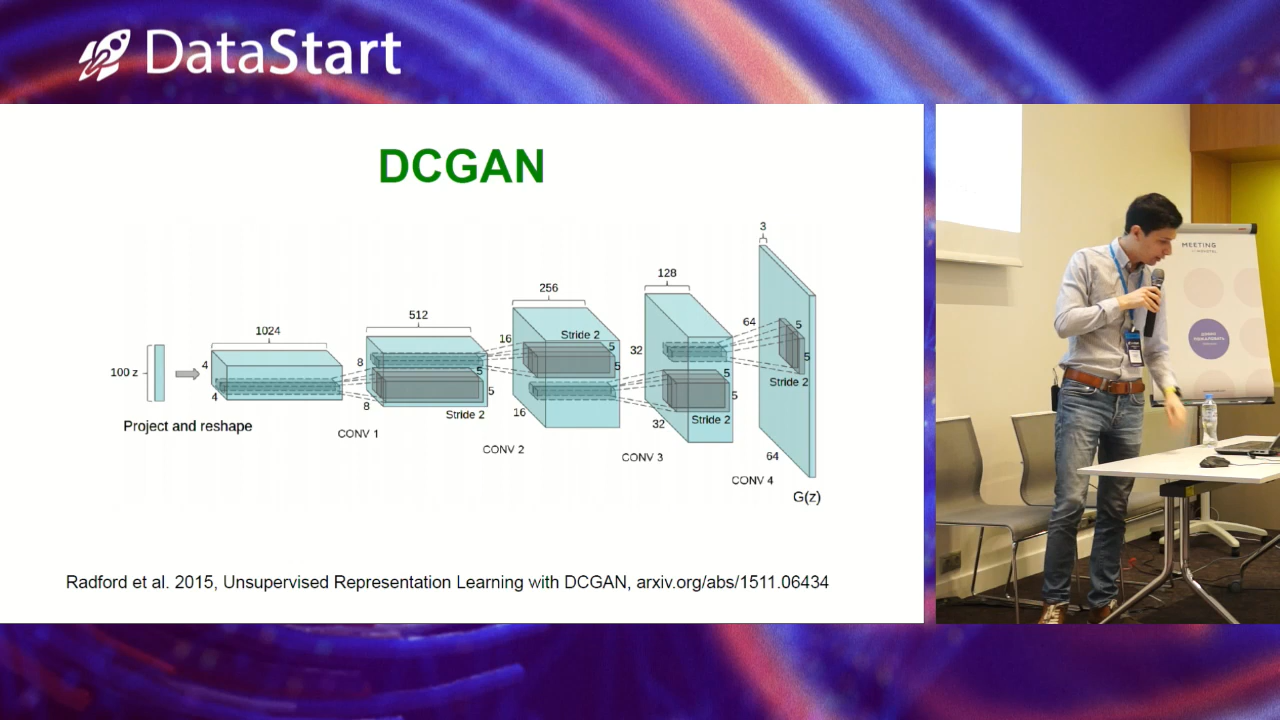 DataStart
DCGAN
3
128
256
512
1024
64
5
16
Stride 2
5
32
8
5
5
100 z
4
5
5
Stride 2
4
5
5
8
Stride 2
16
32
Stride 2
Project and reshape
CONV 1
CONV 2
CONV 3
64
CONV 4
G(z)
Radford et al. 2015, Unsupervised Representation Learning with DCGAN, arxiv.org/abs/1511.06434
MEETING